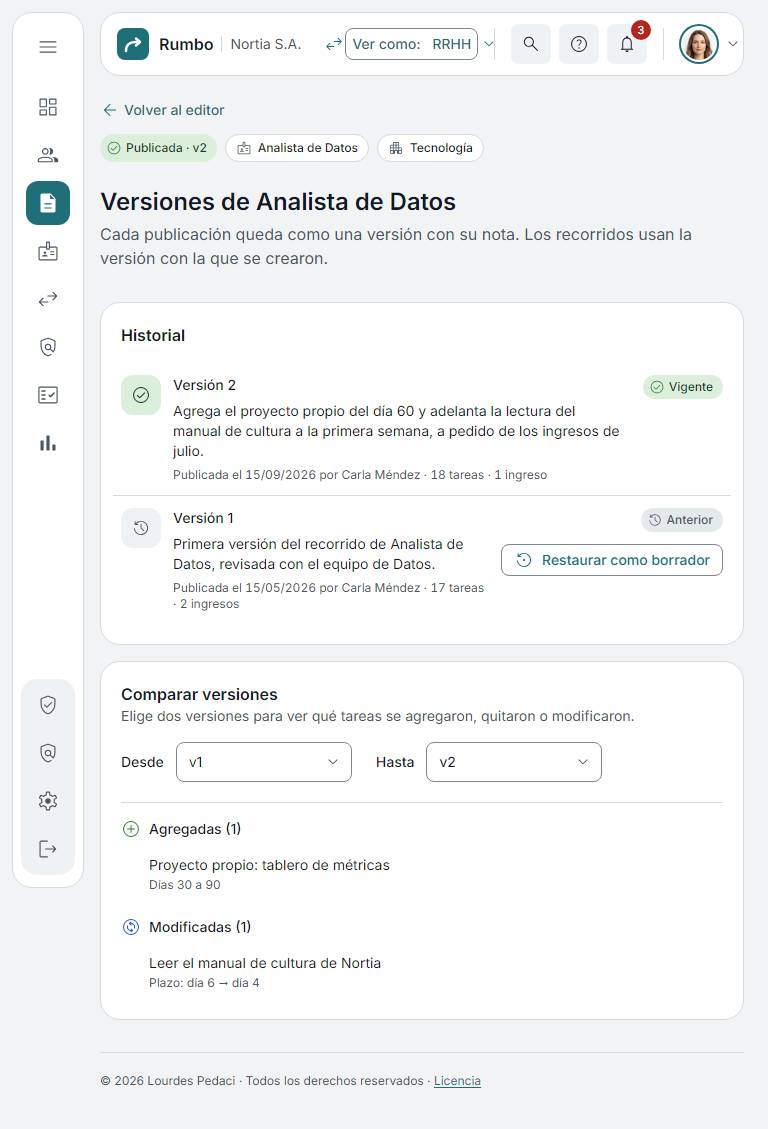 Rumbo
Nortia S.A.
Ver como: RRHH
3
Volver al editor
Publicada · v2
Analista de Datos
Tecnología
Versiones de Analista de Datos
Cada publicación queda como una versión con su nota. Los recorridos usan la
versión con la que se crearon.
Historial
Versión 2
Vigente
Agrega el proyecto propio del día 60 y adelanta la lectura del
manual de cultura a la primera semana, a pedido de los ingresos de
julio.
Publicada el 15/09/2026 por Carla Méndez · 18 tareas · 1 ingreso
Versión 1
Anterior
Primera versión del recorrido de Analista de
Datos, revisada con el equipo de Datos.
Restaurar como borrador
Publicada el 15/05/2026 por Carla Méndez · 17 tareas
· 2 ingresos
Comparar versiones
Elige dos versiones para ver qué tareas se agregaron, quitaron o modificaron.
Desde v1 Hasta v2
Agregadas (1)
Proyecto propio: tablero de métricas
Días 30 a 90
Modificadas (1)
Leer el manual de cultura de Nortia
Plazo: día 6 → día 4
© 2026 Lourdes Pedaci · Todos los derechos reservados · Licencia